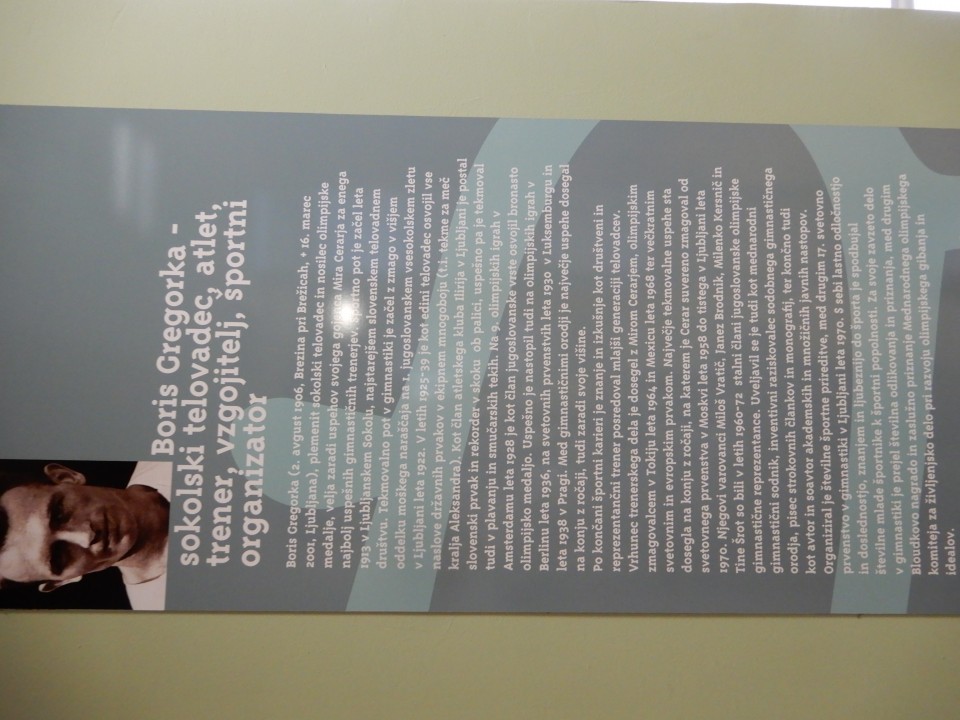 Boris Gregorka -
sokolski telovadec, atlet,
trener, vzgojitelj, športni
organizator
Boris Gregorka (2. avgust 1906, Brezina pri Brežicah, + 16. marec
2001, Ljubljana), plemenit sokolski telovadec in nosilec olimpijske
medalje, velja zaradi uspehov svojega gojenca Mira Cerarja za enega
najbolj uspešnih gimnastičnih trenerjev. Športno pot je začel leta
1913 v Ljubljanskem Sokolu, najstarejšem slovenskem telovadnem
društvu. Tekmovalno pot v gimnastiki je začel z zmago v višjem
oddelku moškega naraščaja na 1. jugoslovanskem vsesokolskem zletu
v Ljubljani leta 1922. V letih 1925-39 je kot edini telovadec osvojil vse
naslove državnih prvakov v ekipnem mnogoboju (t.i. tekme za meč
kralja Aleksandra). Kot član atletskega kluba Ilirija v Ljubljani je postal
slovenski prvak in rekorder v skoku ob palici, uspešno pa je tekmoval
tudi v plavanju in smučarskih tekih. Na 9. olimpijskih igrah v
Amsterdamu leta 1928 je kot član jugoslovanske vrste osvojil bronasto
olimpijsko medaljo. Uspešno je nastopil tudi na olimpijskih igrah v
Berlinu leta 1936, na svetovnih prvenstvih leta 1930 v Luksemburgu in
leta 1938 v Pragi. Med gimnastičnimi orodji je največje uspehe dosegal
na konju z ročaji, tudi zaradi svoje višine.
Po končani športni karieri je znanje in izkušnje kot društveni in
reprezentančni trener posredoval mlajši generaciji telovadcev.
Vrhunec trenerskega dela je dosegel z Mirom Cerarjem, olimpijskim
zmagovalcem v Tokiju leta 1964 in Mexicu leta 1968 ter večkratnim
svetovnim in evropskim prvakom. Največje tekmovalne uspehe sta
dosegla na konju z ročaji, na katerem je Cerar suvereno zmagoval od
svetovnega prvenstva v Moskvi leta 1958 do tistega v Ljubljani leta
1970. Njegovi varovanci Miloš Vratič, Janez Brodnik, Milenko Kersnič in
Tine Šrot so bili v letih 1960-72 stalni člani jugoslovanske olimpijske
gimnastične reprezentance. Uveljavil se je tudi kot mednarodni
gimnastični sodnik, inventivni raziskovalec sodobnega gimnastičnega
orodja, pisec strokovnih člankov in monografij, ter končno tudi
kot avtor in soavtor akademskih in množičnih javnih nastopov.
Organiziral je številne športne prireditve, med drugim 17. svetovno
prvenstvo v gimnastiki v Ljubljani leta 1970. S sebi lastno odločnostjo
in doslednostjo, znanjem in ljubeznijo do športa je spodbujal
številne mlade športnike k športni popolnosti. Za svoje zavzeto delo
v gimnastiki je prejel številna odlikovanja in priznanja, med drugim
Bloudkovo nagrado in zaslužno priznanje Mednarodnega olimpijskega
komiteja za življenjsko delo pri razvoju olimpijskega gibanja in
idealov.